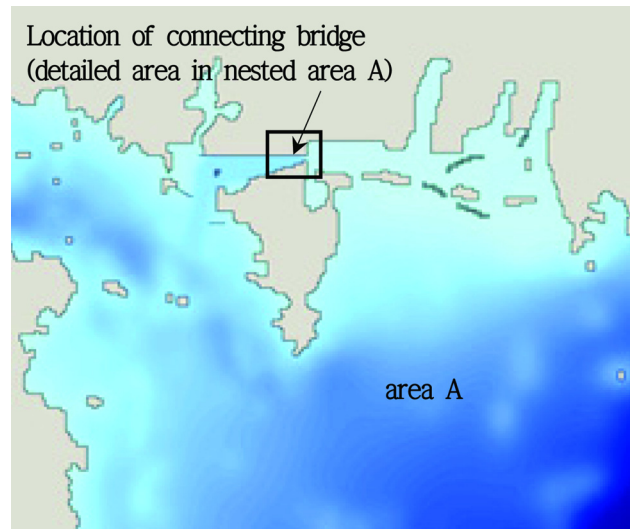 Location of connecting bridge
(detailed area in nested area A)
area A